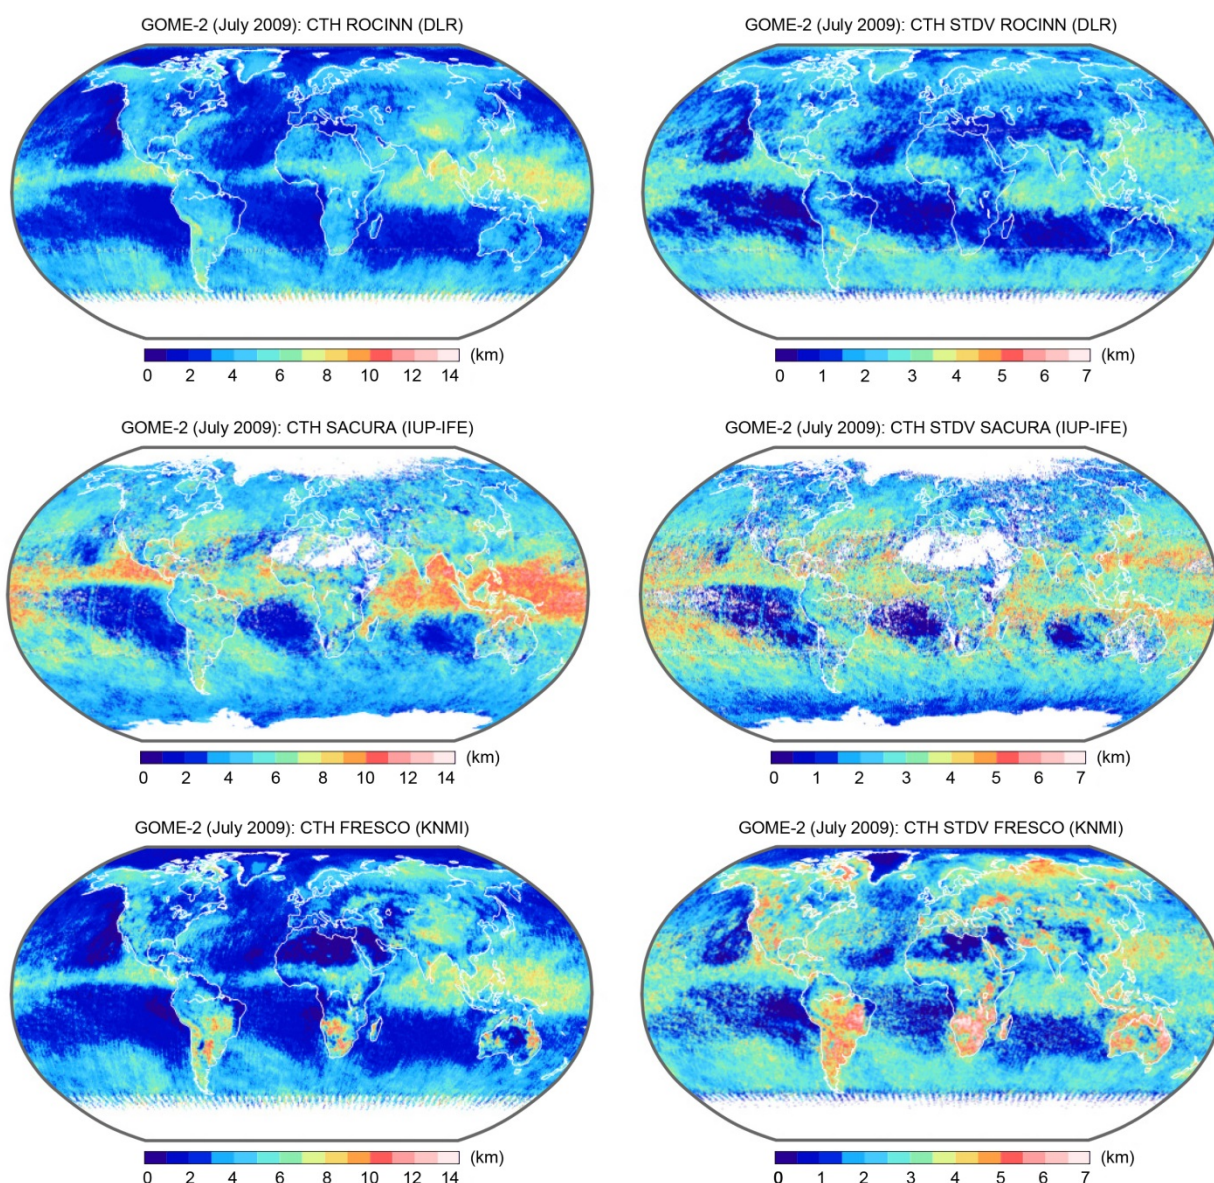 GOME-2 (July 2009): CTH ROCINN (DLR)
GOME-2 (July 2009): CTH STDV ROCINN (DLR)
0 2 4 6 8 10 12 14 (km)
0 1 2 3 4 5 6 7 (km)
GOME-2 (July 2009): CTH SACURA (IUP-IFE)
GOME-2 (July 2009): CTH STDV SACURA (IUP-IFE)
0 2 4 6 8 10 12 14 (km)
0 1 2 3 4 5 6 7 (km)
GOME-2 (July 2009): CTH FRESCO (KNMI)
GOME-2 (July 2009): CTH STDV FRESCO (KNMI)
0 2 4 6 8 10 12 14 (km)
0 1 2 3 4 5 6 7 (km)